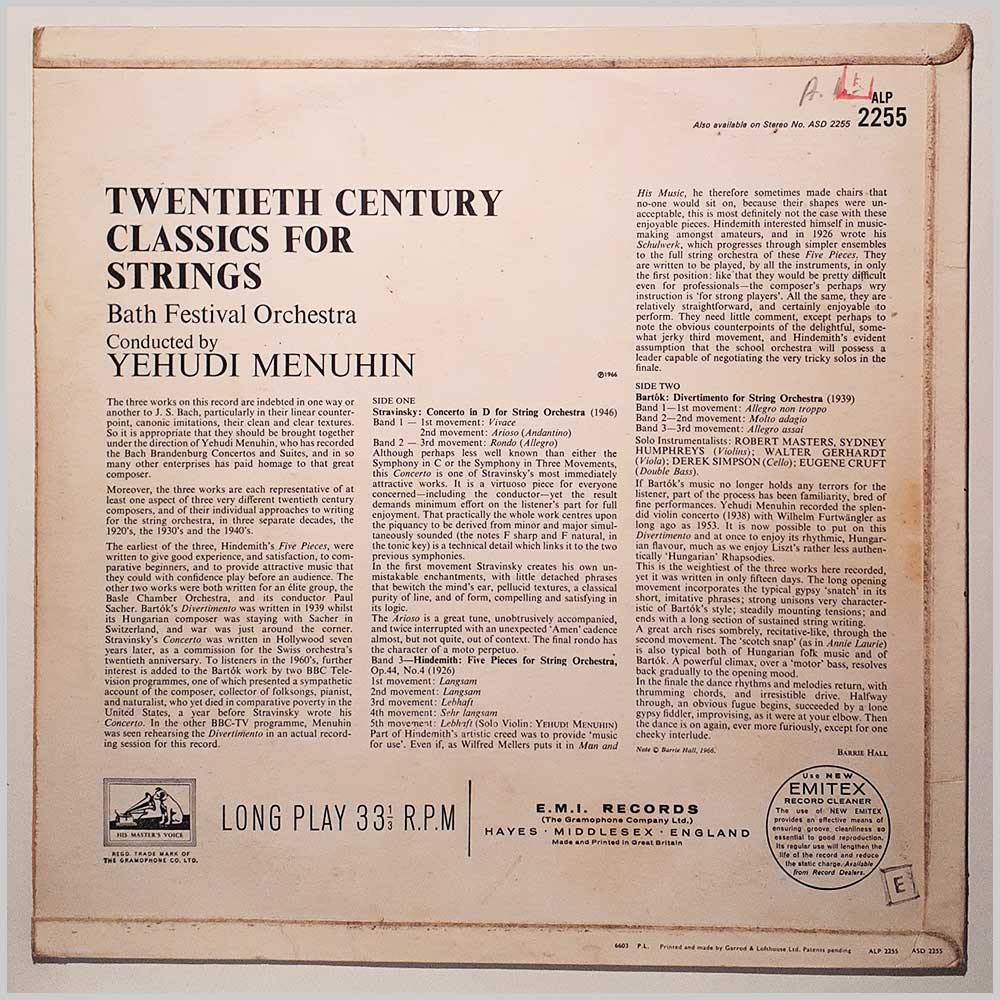 A.
E
ALP
Also available on Stereo No. ASD 2255 2255
TWENTIETH CENTURY
CLASSICS FOR
STRINGS
Bath Festival Orchestra
Conducted by
YEHUDI MENUHIN
℗1966
The three works on this record are indebted in one way or
another to J. S. Bach, particularly in their linear counter-
point, canonic imitations, their clean and clear textures.
So it is appropriate that they should be brought together
under the direction of Yehudi Menuhin, who has recorded
the Bach Brandenburg Concertos and Suites, and in so
many other enterprises has paid homage to that great
composer.
Moreover, the three works are each representative of at
least one aspect of three very different twentieth century
composers, and of their individual approaches to writing
for the string orchestra, in three separate decades, the
1920's, the 1930's and the 1940's.
The earliest of the three, Hindemith's Five Pieces, were
written to give good experience, and satisfaction, to com-
parative beginners, and to provide attractive music that
they could with confidence play before an audience. The
other two works were both written for an élite group, the
Basle Chamber Orchestra, and its conductor Paul
Sacher. Bartók's Divertimento was written in 1939 whilst
its Hungarian composer was staying with Sacher in
Switzerland, and war was just around the corner.
Stravinsky's Concerto was written in Hollywood seven
years later, as a commission for the Swiss orchestra's
twentieth anniversary. To listeners in the 1960's, further
interest is added to the Bartók work by two BBC Tele-
vision programmes, one of which presented a sympathetic
account of the composer, collector of folksongs, pianist,
and naturalist, who yet died in comparative poverty in the
United States, a year before Stravinsky wrote his
Concerto. In the other BBC-TV programme, Menuhin
was seen rehearsing the Divertimento in an actual record-
ing session for this record.
SIDE ONE
Stravinsky: Concerto in D for String Orchestra (1946)
Band 1 — 1st movement: Vivace
2nd movement: Arioso (Andantino)
Band 2 — 3rd movement: Rondo (Allegro)
Although perhaps less well known than either the
Symphony in C or the Symphony in Three Movements,
this Concerto is one of Stravinsky's most immediately
attractive works. It is a virtuoso piece for everyone
concerned—including the conductor—yet the result
demands minimum effort on the listener's part for full
enjoyment. That practically the whole work centres upon
the piquancy to be derived from minor and major simul-
taneously sounded (the notes F sharp and F natural, in
the tonic key) is a technical detail which links it to the two
previous symphonies.
In the first movement Stravinsky creates his own un-
mistakable enchantments, with little detached phrases
that bewitch the mind's ear, pellucid textures, a classical
purity of line, and of form, compelling and satisfying in
its logic.
The Arioso is a great tune, unobtrusively accompanied,
and twice interrupted with an unexpected 'Amen' cadence
almost, but not quite, out of context. The final rondo has
the character of a moto perpetuo.
Band 3—Hindemith: Five Pieces for String Orchestra,
Op.44, No.4 (1926)
1st movement: Langsam
2nd movement: Langsam
3rd movement: Lebhaft
4th movement: Sehr langsam
5th movement: Lebhaft (Solo Violin: YEHUDI MENUHIN)
Part of Hindemith's artistic creed was to provide 'music
for use'. Even if, as Wilfred Mellers puts it in Man and
His Music, he therefore sometimes made chairs that
no-one would sit on, because their shapes were un-
acceptable, this is most definitely not the case with these
enjoyable pieces. Hindemith interested himself in music-
making amongst amateurs, and in 1926 wrote his
Schulwerk, which progresses through simpler ensembles
to the full string orchestra of these Five Pieces. They
are written to be played, by all the instruments, in only
the first position: like that they would be pretty difficult
even for professionals—the composer's perhaps wry
instruction is 'for strong players'. All the same, they are
relatively straightforward, and certainly enjoyable to
perform. They need little comment, except perhaps to
note the obvious counterpoints of the delightful, some-
what jerky third movement, and Hindemith's evident
assumption that the school orchestra will possess a
leader capable of negotiating the very tricky solos in the
finale.
SIDE TWO
Bartók: Divertimento for String Orchestra (1939)
Band 1—1st movement: Allegro non troppo
Band 2—2nd movement: Molto adagio
Band 3—3rd movement: Allegro assai
Solo Instrumentalists: ROBERT MASTERS, SYDNEY
HUMPHREYS (Violins); WALTER GERHARDT
(Viola); DEREK SIMPSON (Cello); EUGENE CRUFT
(Double Bass).
If Bartók's music no longer holds any terrors for the
listener, part of the process has been familiarity, bred of
fine performances. Yehudi Menuhin recorded the splen-
did violin concerto (1938) with Wilhelm Furtwängler as
long ago as 1953. It is now possible to put on this
Divertimento and at once to enjoy its rhythmic, Hungar-
ian flavour, much as we enjoy Liszt's rather less authen-
tically 'Hungarian' Rhapsodies.
This is the weightiest of the three works here recorded,
yet it was written in only fifteen days. The long opening
movement incorporates the typical gypsy 'snatch' in its
short, imitative phrases; strong unisons very character-
istic of Bartók's style; steadily mounting tensions; and
ends with a long section of sustained string writing.
A great arch rises sombrely, recitative-like, through the
second movement. The 'scotch snap' (as in Annie Laurie)
is also typical both of Hungarian folk music and of
Bartók. A powerful climax, over a 'motor' bass, resolves
back gradually to the opening mood.
In the finale the dance rhythms and melodies return, with
thrumming chords, and irresistible drive. Halfway
through, an obvious fugue begins, succeeded by a lone
gypsy fiddler, improvising, as it were at your elbow. Then
the dance is on again, ever more furiously, except for one
cheeky interlude.
Note © Barrie Hall, 1966.
BARRIE HALL
HIS MASTER'S VOICE
REGD. TRADE MARK OF
THE GRAMOPHONE CO. LTD.
LONG PLAY 33⅓ R.P.M
E.M.I. RECORDS
(The Gramophone Company Ltd.)
HAYES · MIDDLESEX · ENGLAND
Made and Printed in Great Britain
Use NEW
EMITEX
RECORD CLEANER
The use of NEW EMITEX
provides an effective means of
ensuring groove cleanliness so
essential to good reproduction.
Its regular use will lengthen the
life of the record and reduce
the static charge. Available
from Record Dealers.
E
6603 P.L. Printed and made by Garrod & Lofthouse Ltd. Patents pending ALP 2255 ASD 2255